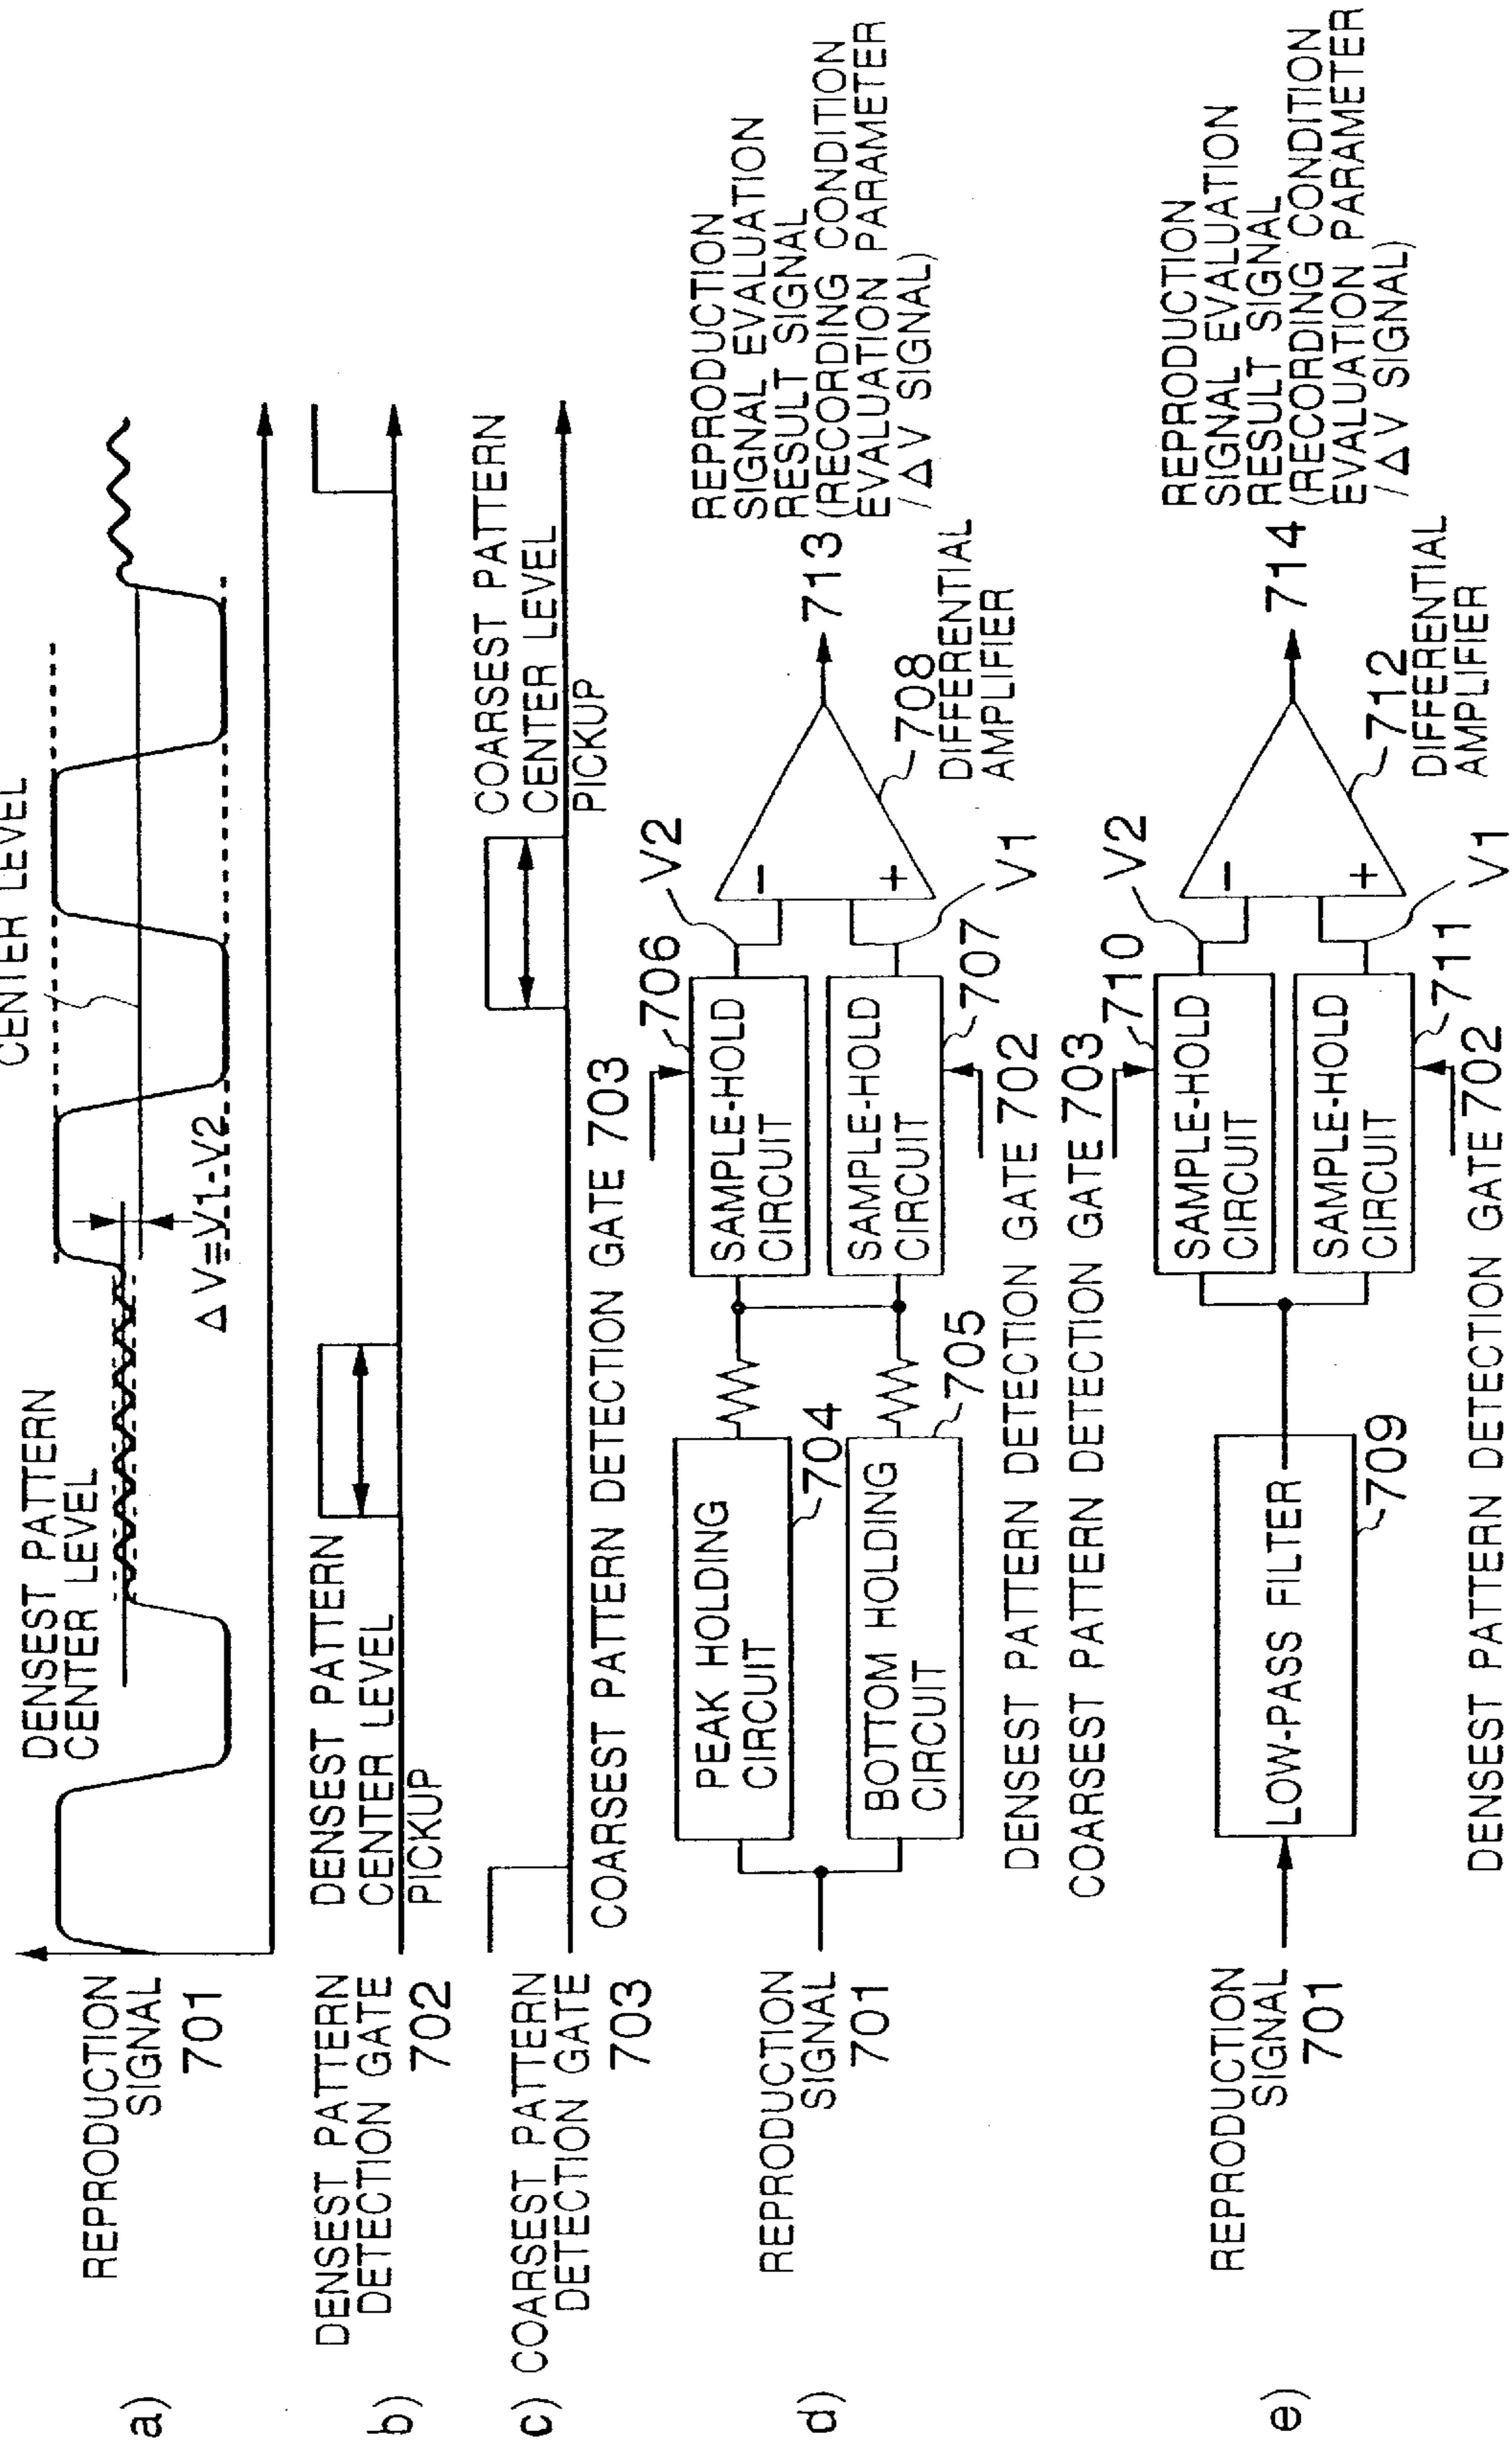 a)
REPRODUCTION
SIGNAL
701
DENSEST PATTERN
CENTER LEVEL
CENTER LEVEL
ΔV=V1-V2
b)
DENSEST PATTERN
DETECTION GATE
702
DENSEST PATTERN
CENTER LEVEL
PICKUP
c)
COARSEST PATTERN
DETECTION GATE
703
COARSEST PATTERN
CENTER LEVEL
PICKUP
COARSEST PATTERN DETECTION GATE 703
d)
REPRODUCTION
SIGNAL
701
PEAK HOLDING
CIRCUIT
704
BOTTOM HOLDING
CIRCUIT
705
SAMPLE-HOLD
CIRCUIT
706
SAMPLE-HOLD
CIRCUIT
707
V2
V1
−
+
708
DIFFERENTIAL
AMPLIFIER
713
REPRODUCTION
SIGNAL EVALUATION
RESULT SIGNAL
(RECORDING CONDITION
EVALUATION PARAMETER
/ΔV SIGNAL)
DENSEST PATTERN DETECTION GATE 702
COARSEST PATTERN DETECTION GATE 703
e)
REPRODUCTION
SIGNAL
701
LOW-PASS FILTER
709
SAMPLE-HOLD
CIRCUIT
710
SAMPLE-HOLD
CIRCUIT
711
V2
V1
−
+
712
DIFFERENTIAL
AMPLIFIER
714
REPRODUCTION
SIGNAL EVALUATION
RESULT SIGNAL
(RECORDING CONDITION
EVALUATION PARAMETER
/ΔV SIGNAL)
DENSEST PATTERN DETECTION GATE 702